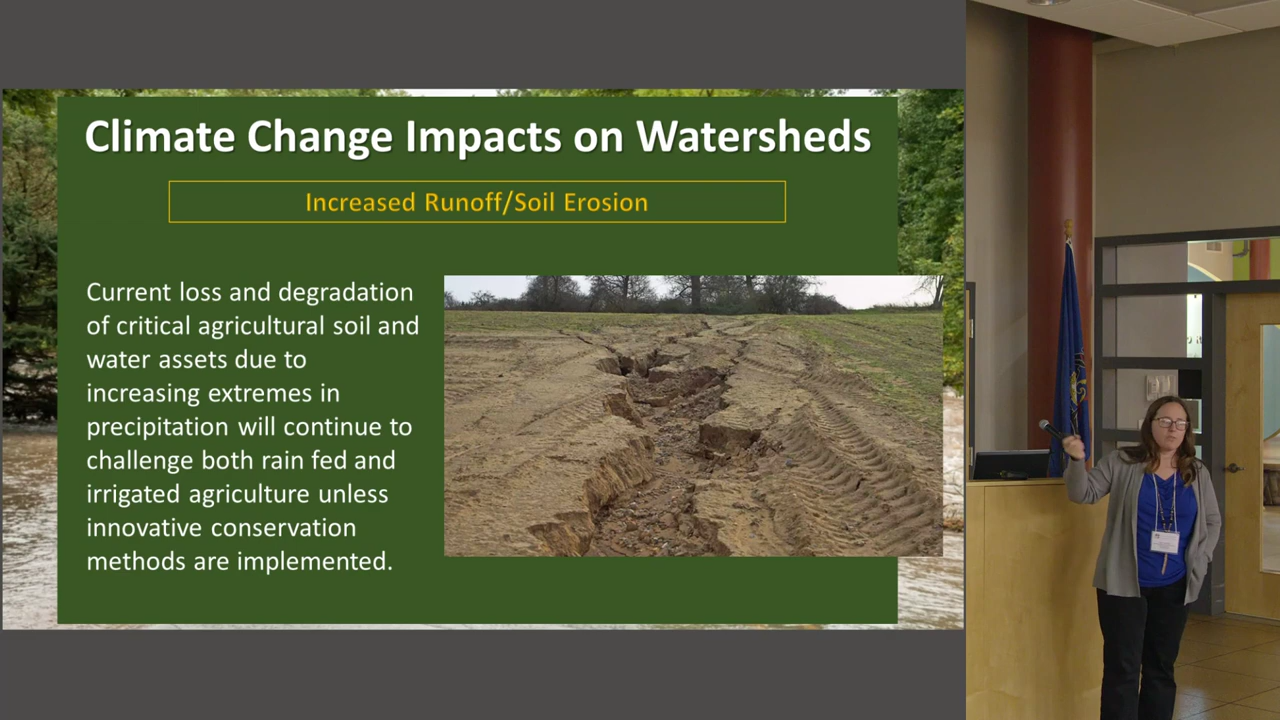 Climate Change Impacts on Watersheds
Increased Runoff/Soil Erosion
Current loss and degradation
of critical agricultural soil and
water assets due to
increasing extremes in
precipitation will continue to
challenge both rain fed and
irrigated agriculture unless
innovative conservation
methods are implemented.